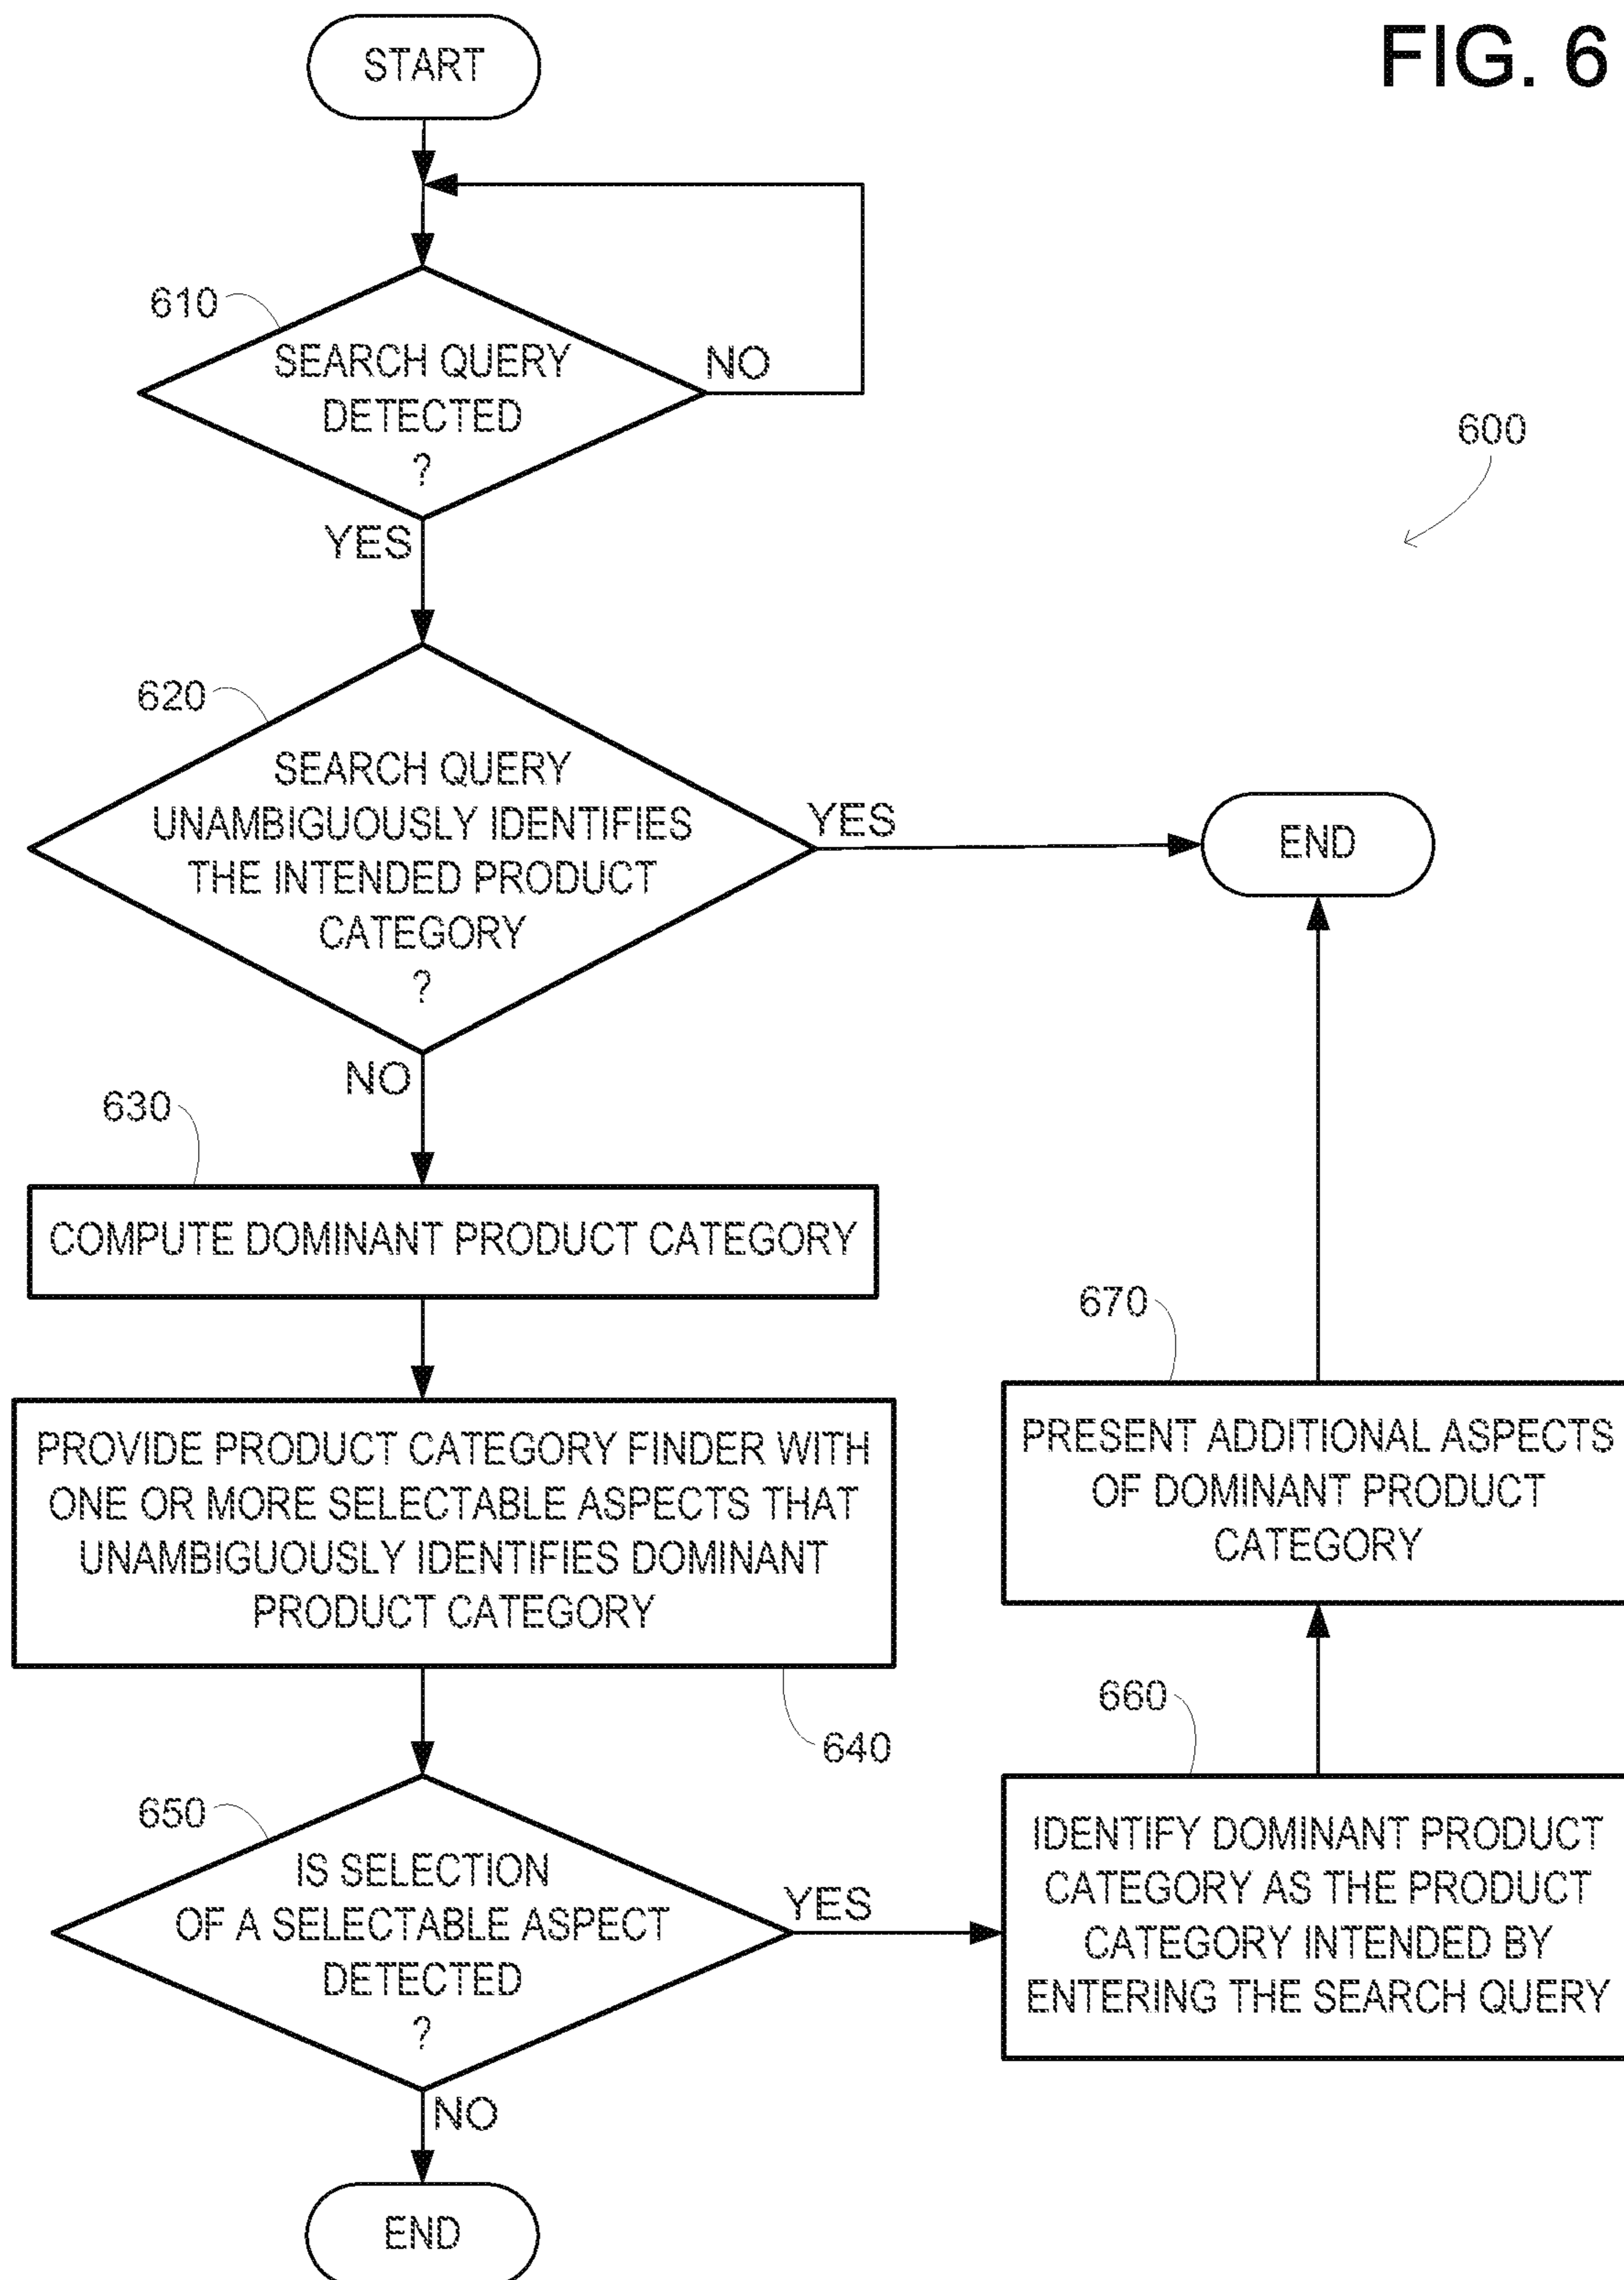 FIG. 6
START
610
SEARCH QUERY
DETECTED
?
NO
YES
600
620
SEARCH QUERY
UNAMBIGUOUSLY IDENTIFIES
THE INTENDED PRODUCT
CATEGORY
?
YES
END
NO
630
COMPUTE DOMINANT PRODUCT CATEGORY
PROVIDE PRODUCT CATEGORY FINDER WITH
ONE OR MORE SELECTABLE ASPECTS THAT
UNAMBIGUOUSLY IDENTIFIES DOMINANT
PRODUCT CATEGORY
640
650
IS SELECTION
OF A SELECTABLE ASPECT
DETECTED
?
YES
NO
END
660
IDENTIFY DOMINANT PRODUCT
CATEGORY AS THE PRODUCT
CATEGORY INTENDED BY
ENTERING THE SEARCH QUERY
670
PRESENT ADDITIONAL ASPECTS
OF DOMINANT PRODUCT
CATEGORY